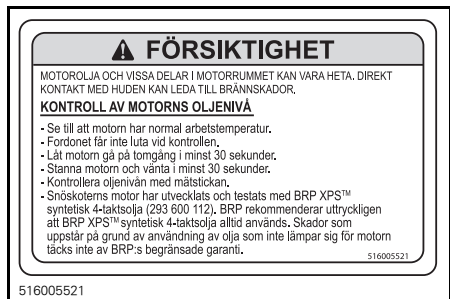 ⚠ FÖRSIKTIGHET
MOTOROLJA OCH VISSA DELAR I MOTORRUMMET KAN VARA HETA. DIREKT
KONTAKT MED HUDEN KAN LEDA TILL BRÄNNSKADOR.
KONTROLL AV MOTORNS OLJENIVÅ
- Se till att motorn har normal arbetstemperatur.
- Fordonet får inte luta vid kontrollen.
- Låt motorn gå på tomgång i minst 30 sekunder.
- Stanna motorn och vänta i minst 30 sekunder.
- Kontrollera oljenivån med mätstickan.
- Snöskoterns motor har utvecklats och testats med BRP XPS™
syntetisk 4-taktsolja (293 600 112). BRP rekommenderar uttryckligen
att BRP XPS™ syntetisk 4-taktsolja alltid används. Skador som
uppstår på grund av användning av olja som inte lämpar sig för motorn
täcks inte av BRP:s begränsade garanti.
516005521
516005521